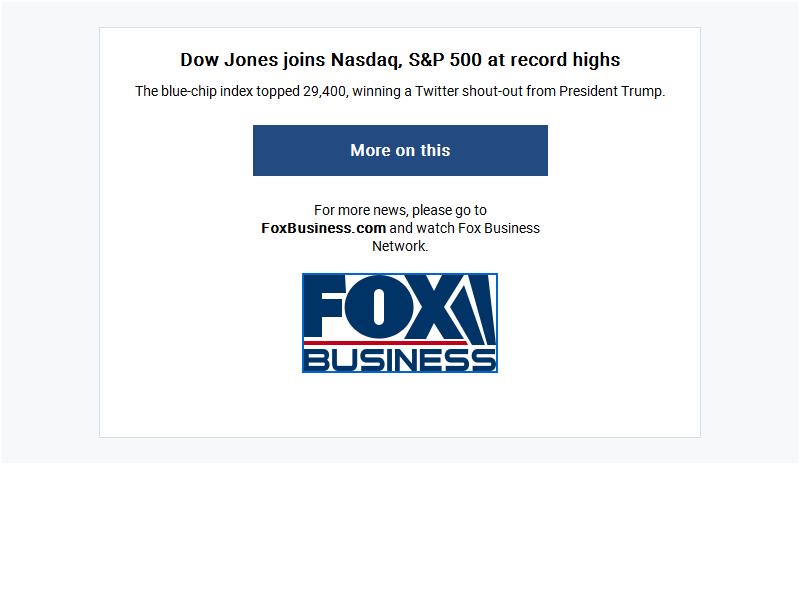 Dow Jones joins Nasdaq, S&P 500 at record highs
The blue-chip index topped 29,400, winning a Twitter shout-out from President Trump.
More on this
For more news, please go to
FoxBusiness.com and watch Fox Business
Network.
FOX
BUSINESS